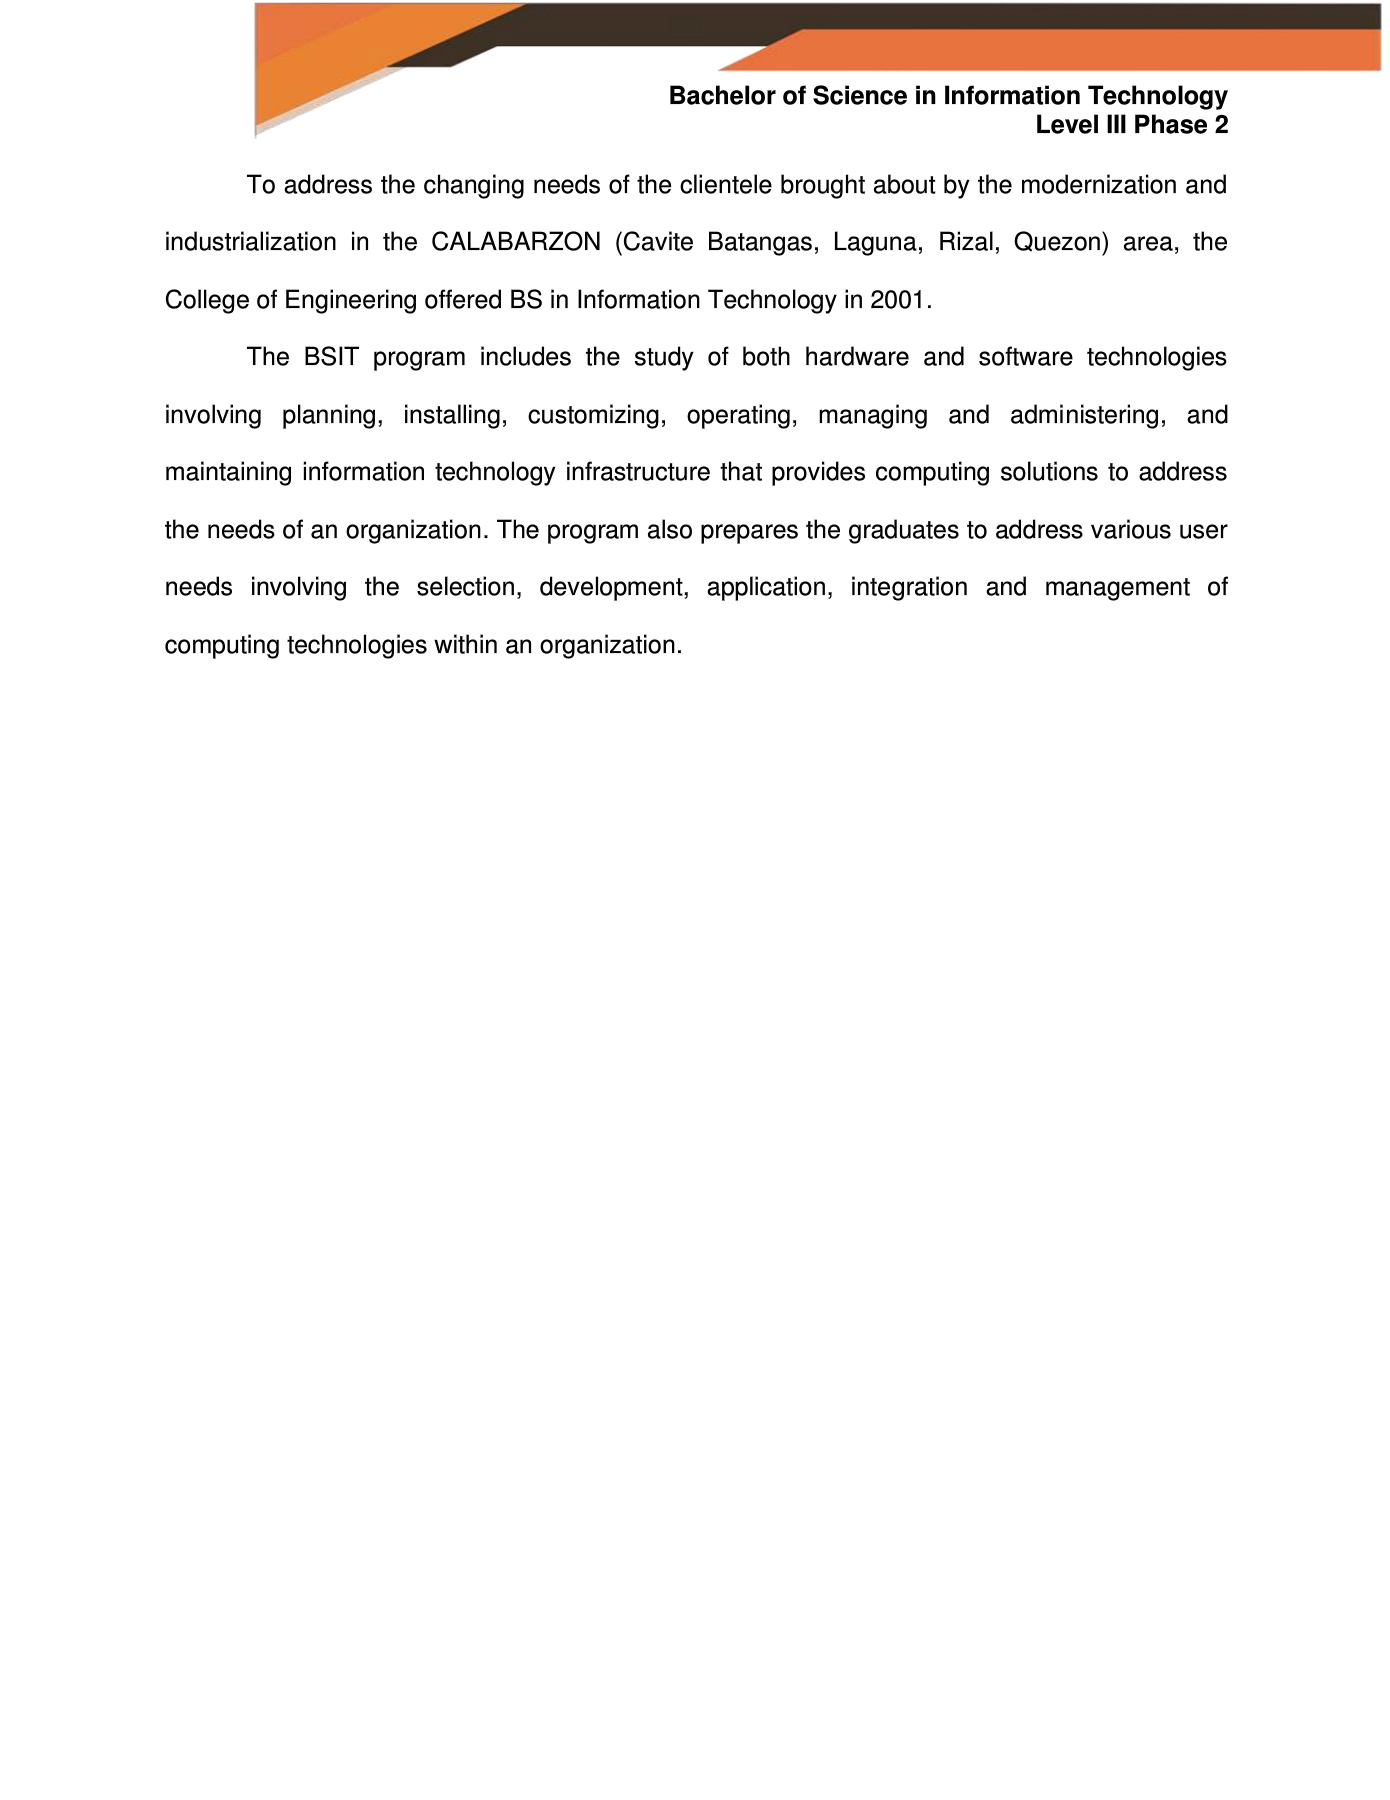 Bachelor of Science in Information Technology
Level III Phase 2
To address the changing needs of the clientele brought about by the modernization and
industrialization in the CALABARZON (Cavite Batangas, Laguna, Rizal, Quezon) area, the
College of Engineering offered BS in Information Technology in 2001.
The BSIT program includes the study of both hardware and software technologies
involving planning, installing, customizing, operating, managing and administering, and
maintaining information technology infrastructure that provides computing solutions to address
the needs of an organization. The program also prepares the graduates to address various user
needs involving the selection, development, application, integration and management of
computing technologies within an organization.